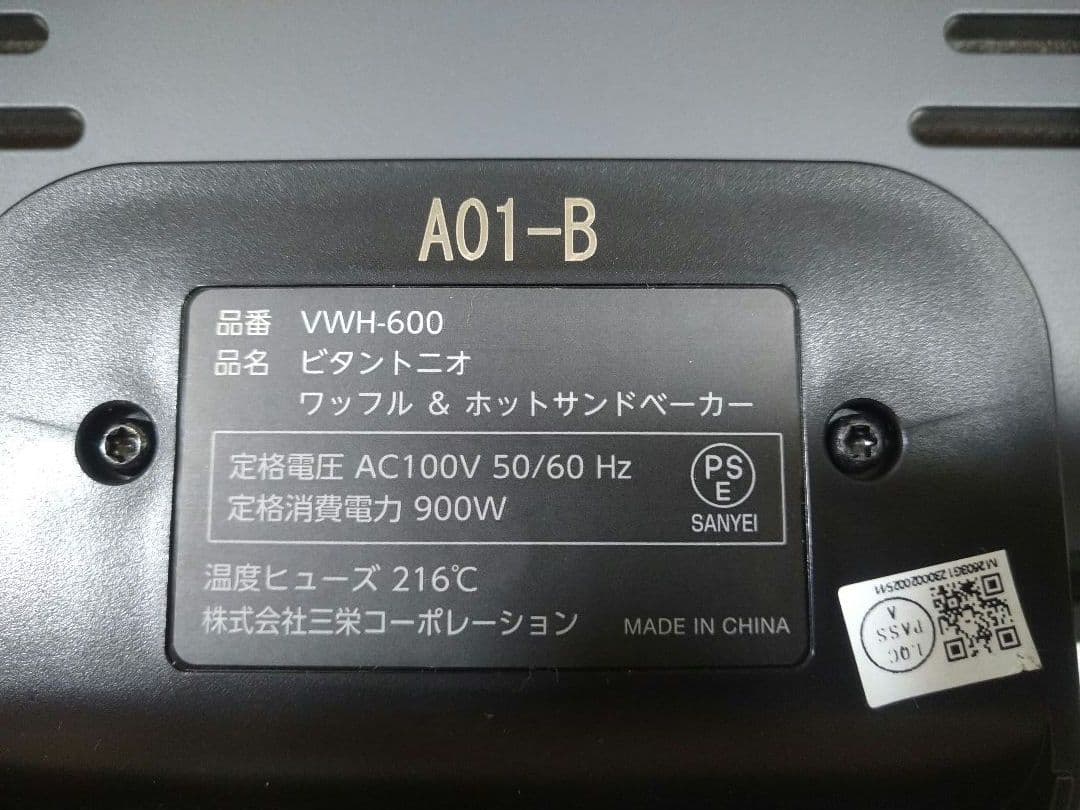 A01-B
品番 VWH-600
品名 ビタントニオ
ワッフル & ホットサンドベーカー
定格電圧 AC100V 50/60 Hz
定格消費電力 900W
PS
E
SANYEI
温度ヒューズ 216℃
株式会社三栄コーポレーション MADE IN CHINA
LQC
PASS
A